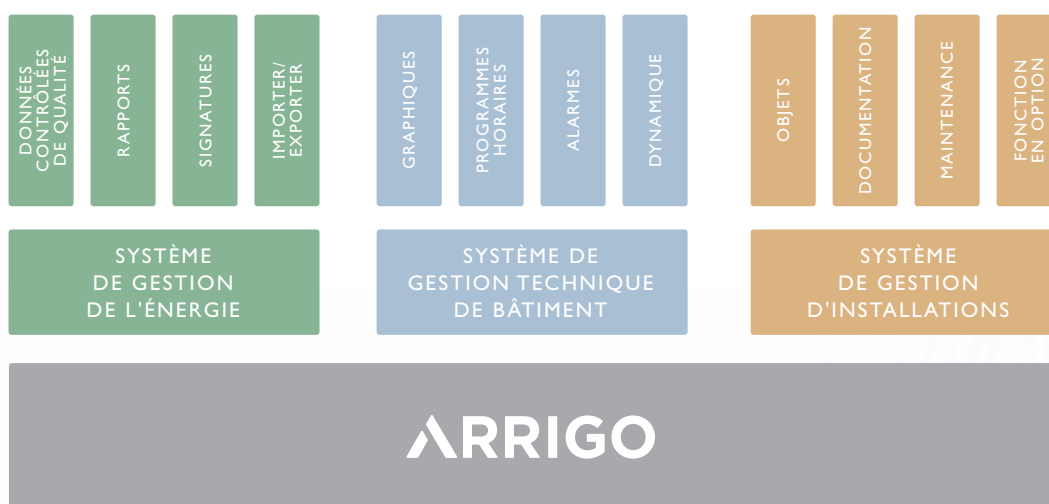 DONNÉES
CONTRÔLÉES
DE QUALITÉ
RAPPORTS
SIGNATURES
IMPORTER/
EXPORTER
GRAPHIQUES
PROGRAMMES
HORAIRES
ALARMES
DYNAMIQUE
OBJETS
DOCUMENTATION
MAINTENANCE
FONCTION
EN OPTION
SYSTÈME
DE GESTION
DE L'ÉNERGIE
SYSTÈME DE
GESTION TECHNIQUE
DE BÂTIMENT
SYSTÈME
DE GESTION
D'INSTALLATIONS
ARRIGO